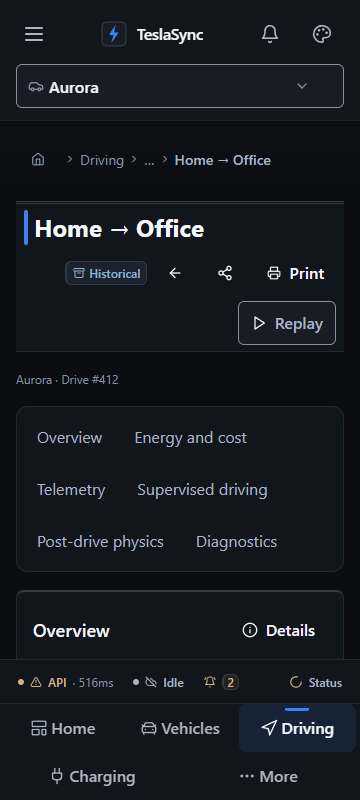 TeslaSync
Aurora
Driving ... Home → Office
Home → Office
Historical Print
Replay
Aurora · Drive #412
Overview Energy and cost
Telemetry Supervised driving
Post-drive physics Diagnostics
Overview Details
API · 516ms Idle 2 Status
Home Vehicles Driving
Charging More